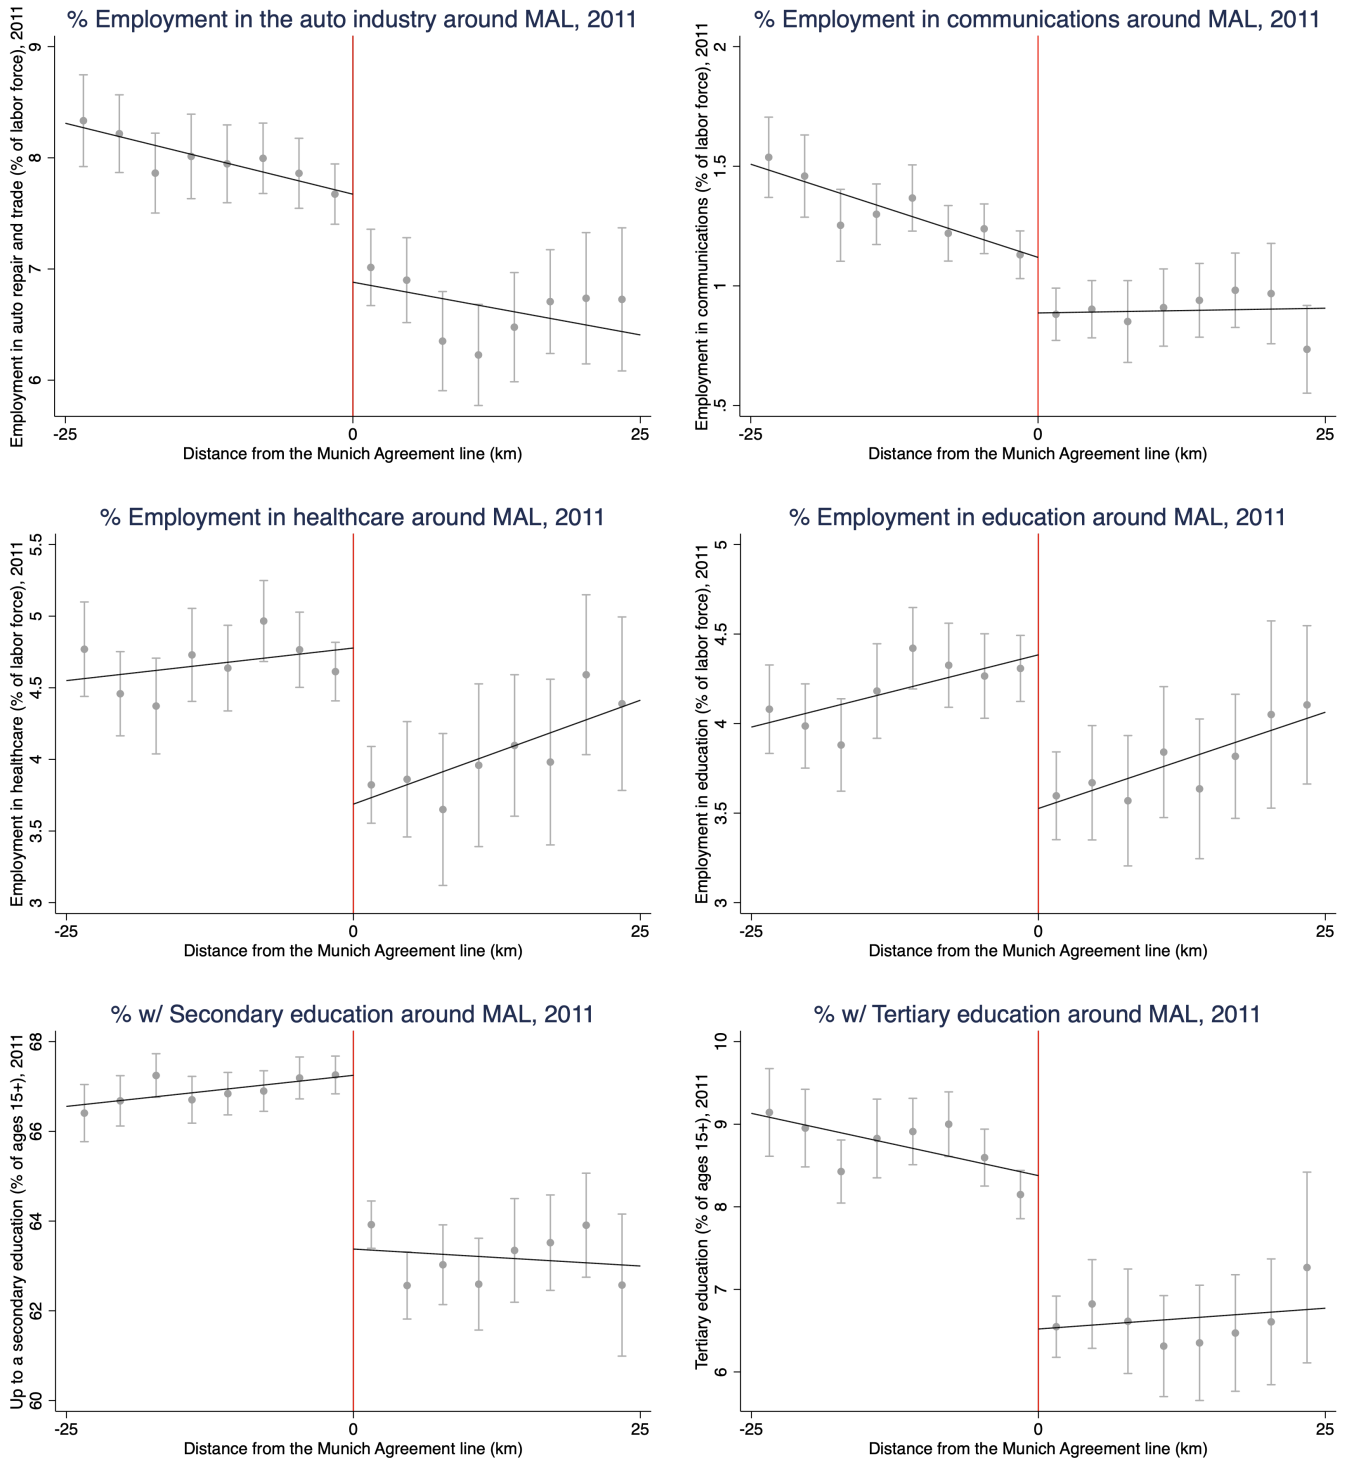 % Employment in the auto industry around MAL, 2011
Employment in auto repair and trade (% of labor force), 2011
9
8
7
6
-25
0
25
Distance from the Munich Agreement line (km)
% Employment in communications around MAL, 2011
Employment in communications (% of labor force), 2011
2
1.5
1
.5
-25
0
25
Distance from the Munich Agreement line (km)
% Employment in healthcare around MAL, 2011
Employment in healthcare (% of labor force), 2011
5.5
5
4.5
4
3.5
3
-25
0
25
Distance from the Munich Agreement line (km)
% Employment in education around MAL, 2011
Employment in education (% of labor force), 2011
5
4.5
4
3.5
3
-25
0
25
Distance from the Munich Agreement line (km)
% w/ Secondary education around MAL, 2011
Up to a secondary education (% of ages 15+), 2011
68
66
64
62
60
-25
0
25
Distance from the Munich Agreement line (km)
% w/ Tertiary education around MAL, 2011
Tertiary education (% of ages 15+), 2011
10
9
8
7
6
-25
0
25
Distance from the Munich Agreement line (km)